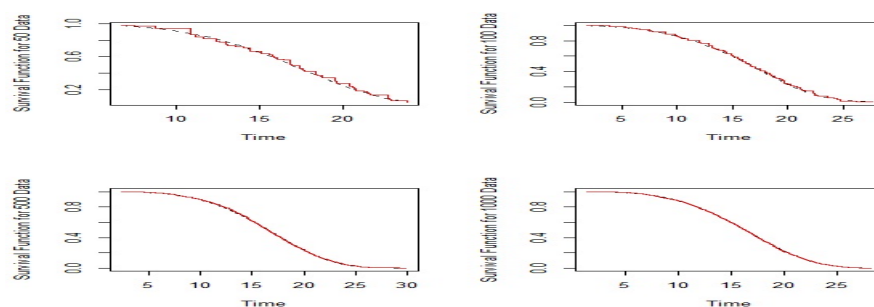 Survival Function for 50 Data
1.0
0.6
0.2
10 15 20
Time
Survival Function for 100 Data
0.8
0.4
0.0
5 10 15 20 25
Time
Survival Function for 500 Data
0.8
0.4
0.0
5 10 15 20 25 30
Time
Survival Function for 1000 Data
0.8
0.4
0.0
5 10 15 20 25
Time